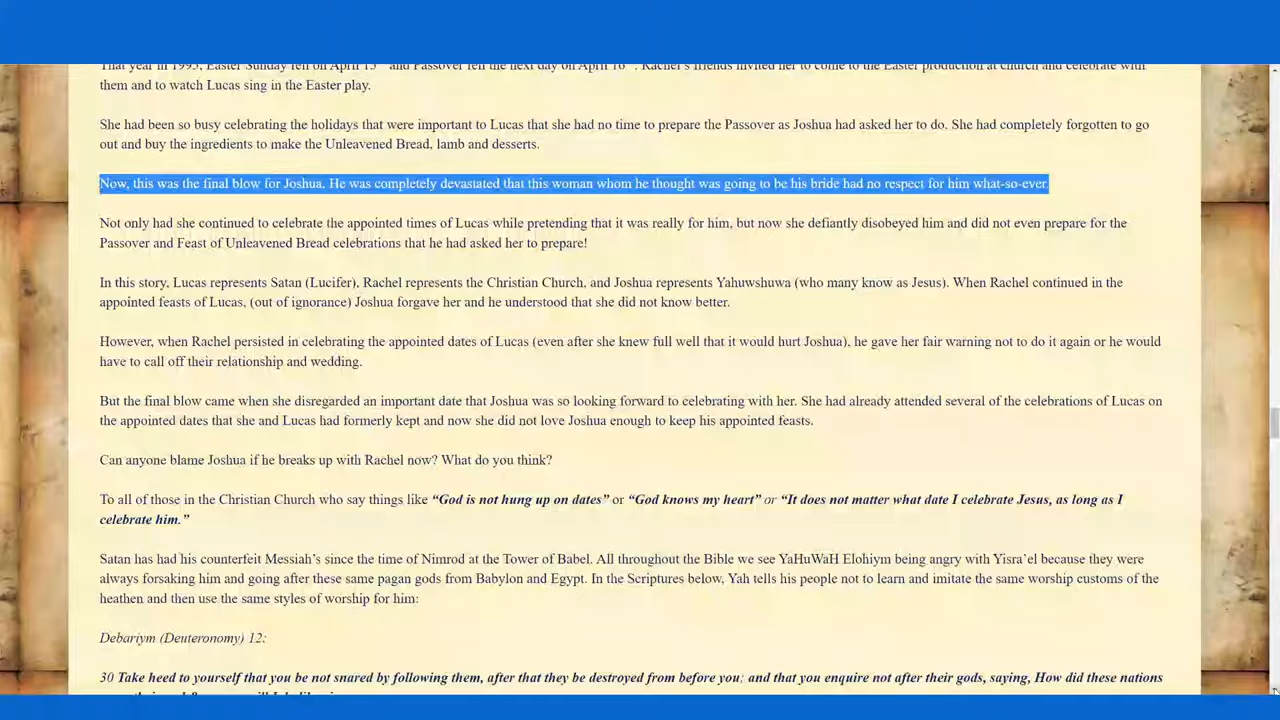 That year in 1995, Easter Sunday fell on April 15 and Passover fell the next day on April 16 . Rachel's friends invited her to come to the Easter production at church and celebrate with
them and to watch Lucas sing in the Easter play.
She had been so busy celebrating the holidays that were important to Lucas that she had no time to prepare the Passover as Joshua had asked her to do. She had completely forgotten to go
out and buy the ingredients to make the Unleavened Bread, lamb and desserts.
Now, this was the final blow for Joshua. He was completely devastated that this woman whom he thought was going to be his bride had no respect for him what-so-ever.
Not only had she continued to celebrate the appointed times of Lucas while pretending that it was really for him, but now she defiantly disobeyed him and did not even prepare for the
Passover and Feast of Unleavened Bread celebrations that he had asked her to prepare!
In this story, Lucas represents Satan (Lucifer), Rachel represents the Christian Church, and Joshua represents Yahuwshuwa (who many know as Jesus). When Rachel continued in the
appointed feasts of Lucas, (out of ignorance) Joshua forgave her and he understood that she did not know better.
However, when Rachel persisted in celebrating the appointed dates of Lucas (even after she knew full well that it would hurt Joshua), he gave her fair warning not to do it again or he would
have to call off their relationship and wedding.
But the final blow came when she disregarded an important date that Joshua was so looking forward to celebrating with her. She had already attended several of the celebrations of Lucas on
the appointed dates that she and Lucas had formerly kept and now she did not love Joshua enough to keep his appointed feasts.
Can anyone blame Joshua if he breaks up with Rachel now? What do you think?
To all of those in the Christian Church who say things like “God is not hung up on dates” or “God knows my heart” or “It does not matter what date I celebrate Jesus, as long as I
celebrate him.”
Satan has had his counterfeit Messiah’s since the time of Nimrod at the Tower of Babel. All throughout the Bible we see YaHuWaH Elohiym being angry with Yisra’el because they were
always forsaking him and going after these same pagan gods from Babylon and Egypt. In the Scriptures below, Yah tells his people not to learn and imitate the same worship customs of the
heathen and then use the same styles of worship for him:
Debariym (Deuteronomy) 12:
30 Take heed to yourself that you be not snared by following them, after that they be destroyed from before you; and that you enquire not after their gods, saying, How did these nations